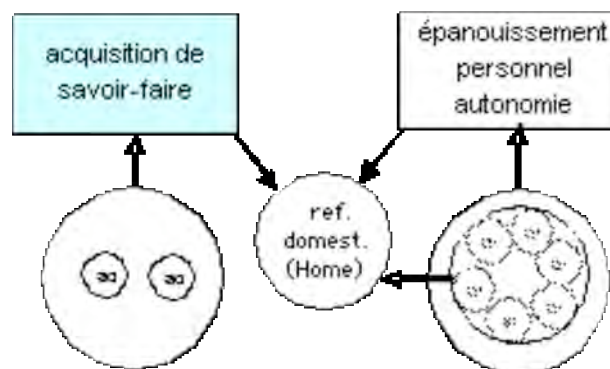 acquisition de
savoir-faire
épanouissement
personnel
autonomie
ref.
domest.
(Home)